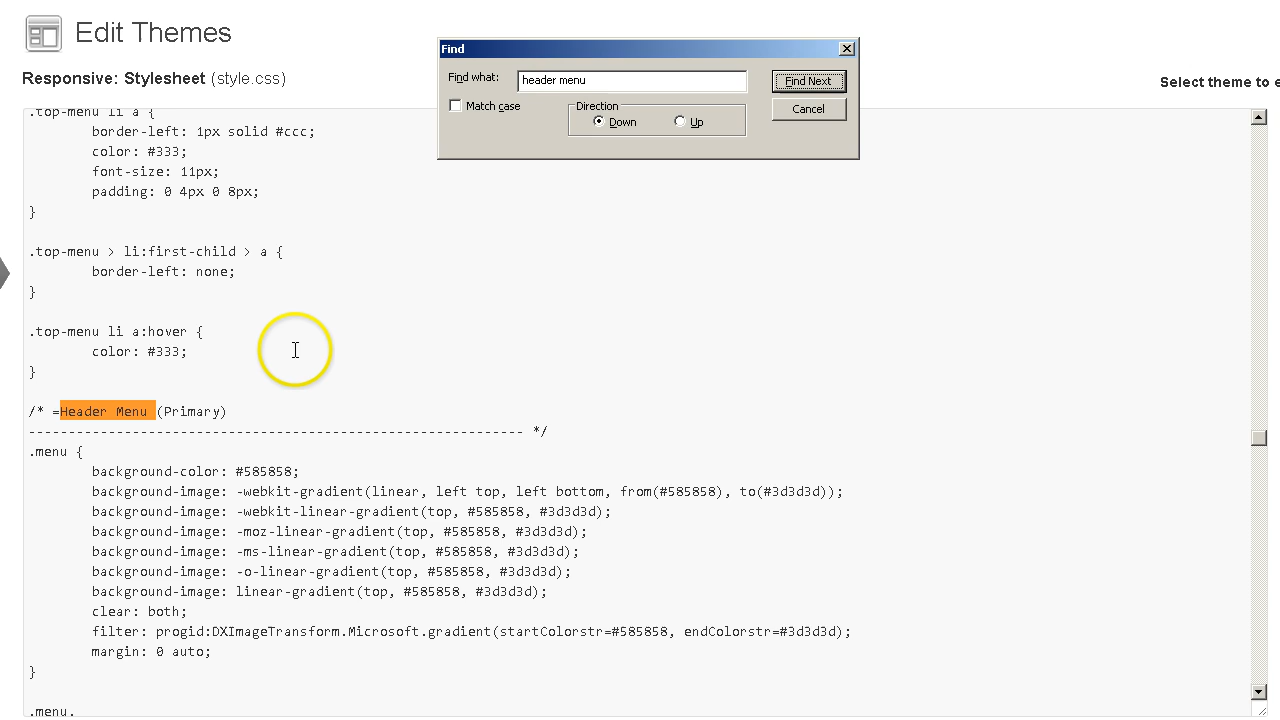 Edit Themes
Find
Find what: header menu Find Next
Match case Direction Cancel
Down Up
Responsive: Stylesheet (style.css)
Select theme to e
.top-menu li a {
border-left: 1px solid #ccc;
color: #333;
font-size: 11px;
padding: 0 4px 0 8px;
}
.top-menu > li:first-child > a {
border-left: none;
}
.top-menu li a:hover {
color: #333;
}
/* =Header Menu (Primary)
--------------------------------------------------------------- */
.menu {
background-color: #585858;
background-image: -webkit-gradient(linear, left top, left bottom, from(#585858), to(#3d3d3d));
background-image: -webkit-linear-gradient(top, #585858, #3d3d3d);
background-image: -moz-linear-gradient(top, #585858, #3d3d3d);
background-image: -ms-linear-gradient(top, #585858, #3d3d3d);
background-image: -o-linear-gradient(top, #585858, #3d3d3d);
background-image: linear-gradient(top, #585858, #3d3d3d);
clear: both;
filter: progid:DXImageTransform.Microsoft.gradient(startColorstr=#585858, endColorstr=#3d3d3d);
margin: 0 auto;
}
.menu.